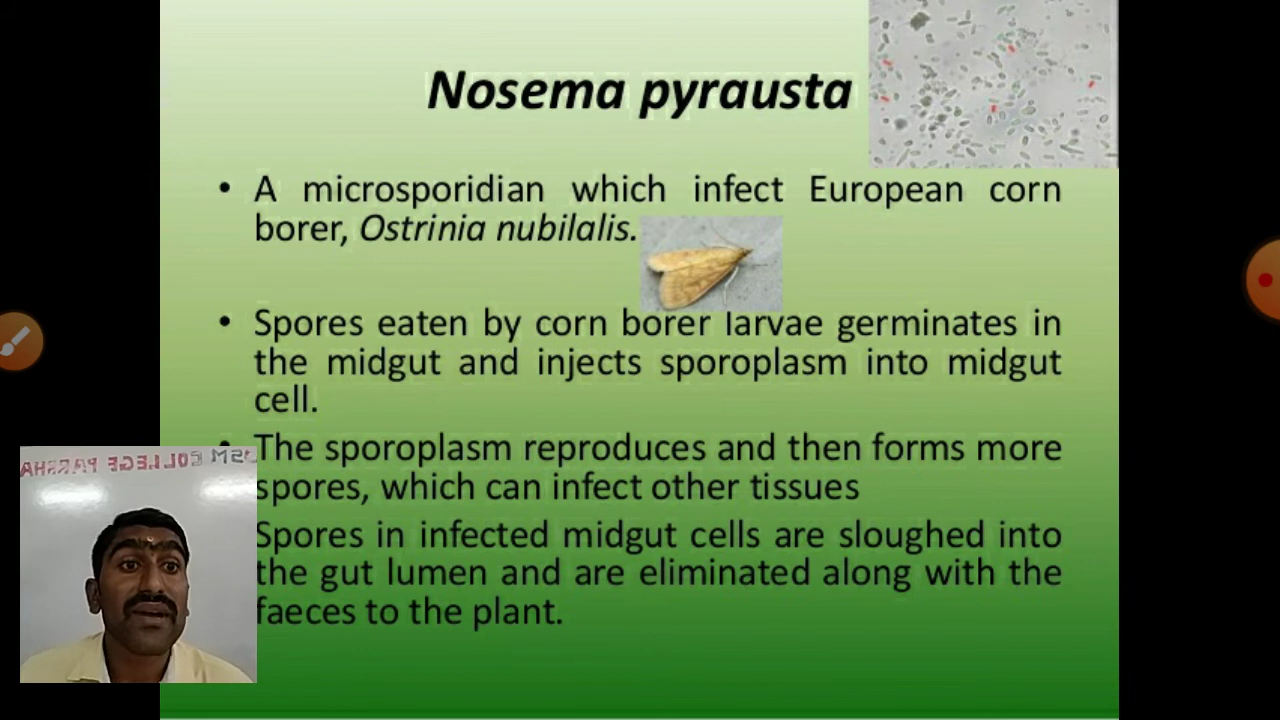 Nosema pyrausta
• A microsporidian which infect European corn
borer, Ostrinia nubilalis.
• Spores eaten by corn borer larvae germinates in
the midgut and injects sporoplasm into midgut
cell.
• The sporoplasm reproduces and then forms more
spores, which can infect other tissues
Spores in infected midgut cells are sloughed into
the gut lumen and are eliminated along with the
faeces to the plant.
SM COLLEGE PARSHA